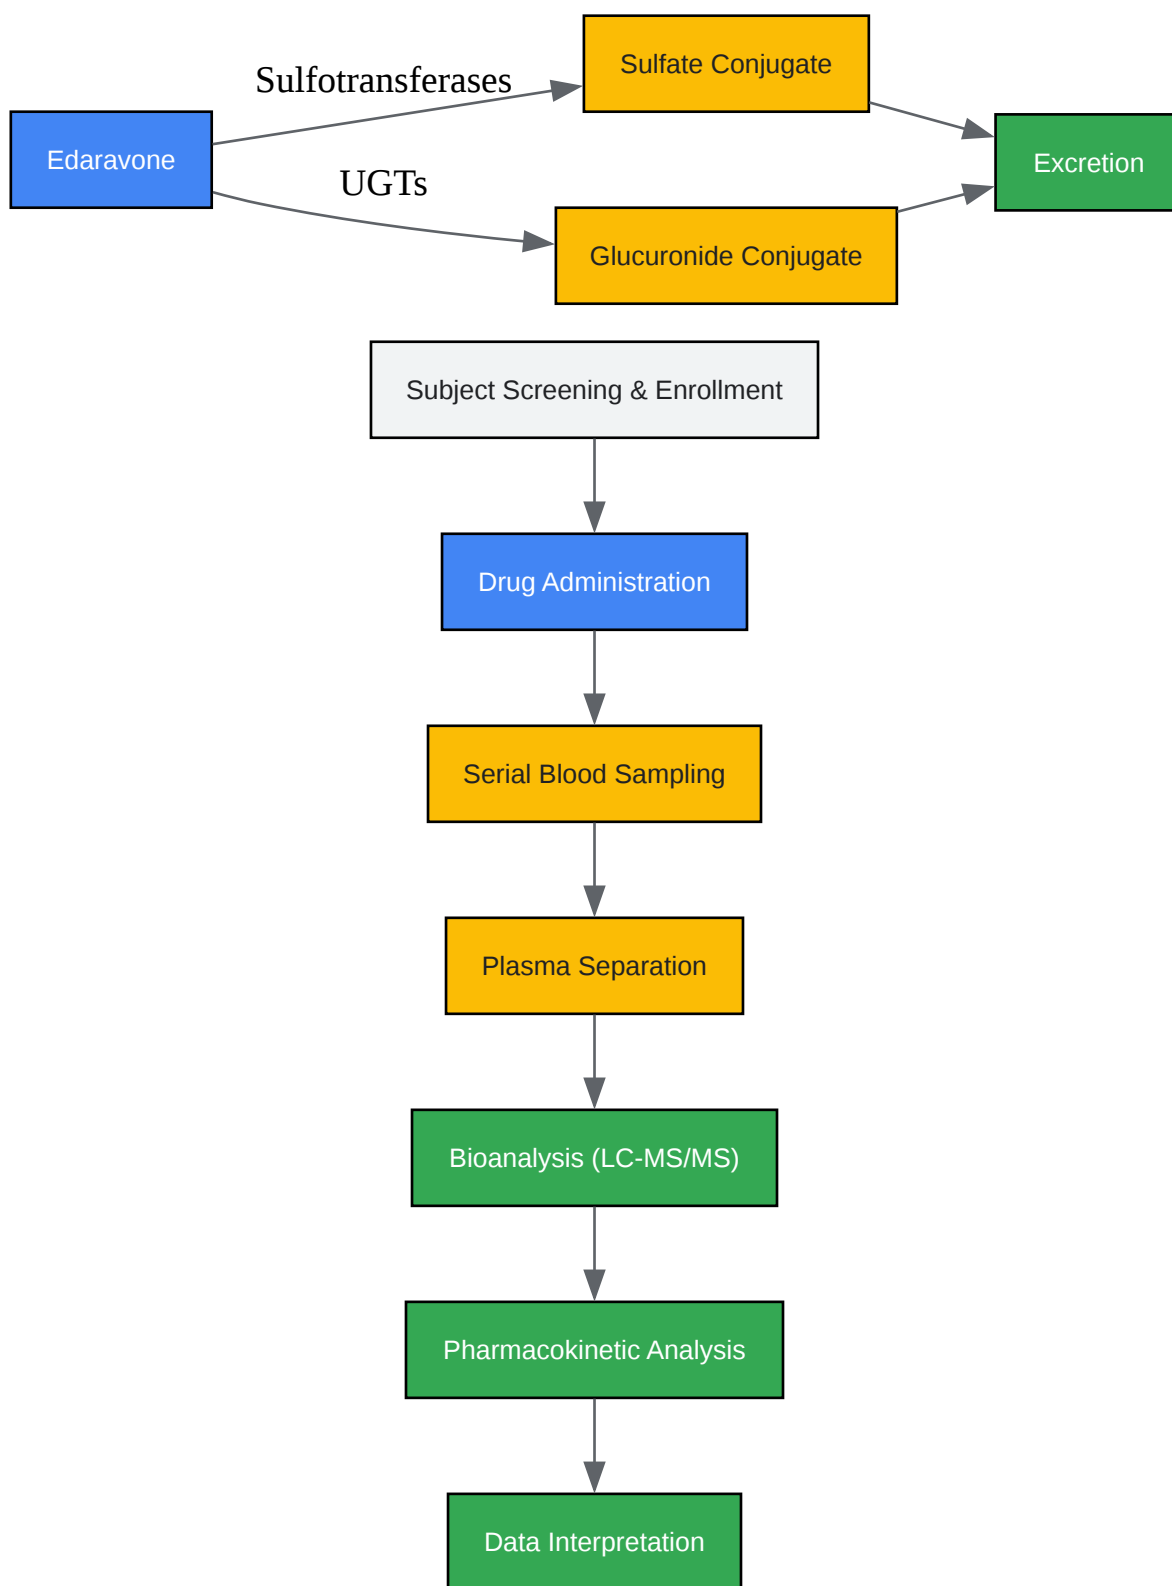 Sulfotransferases
Sulfate Conjugate
Edaravone
UGTs
Excretion
Glucuronide Conjugate
Subject Screening & Enrollment
Drug Administration
Serial Blood Sampling
Plasma Separation
Bioanalysis (LC-MS/MS)
Pharmacokinetic Analysis
Data Interpretation